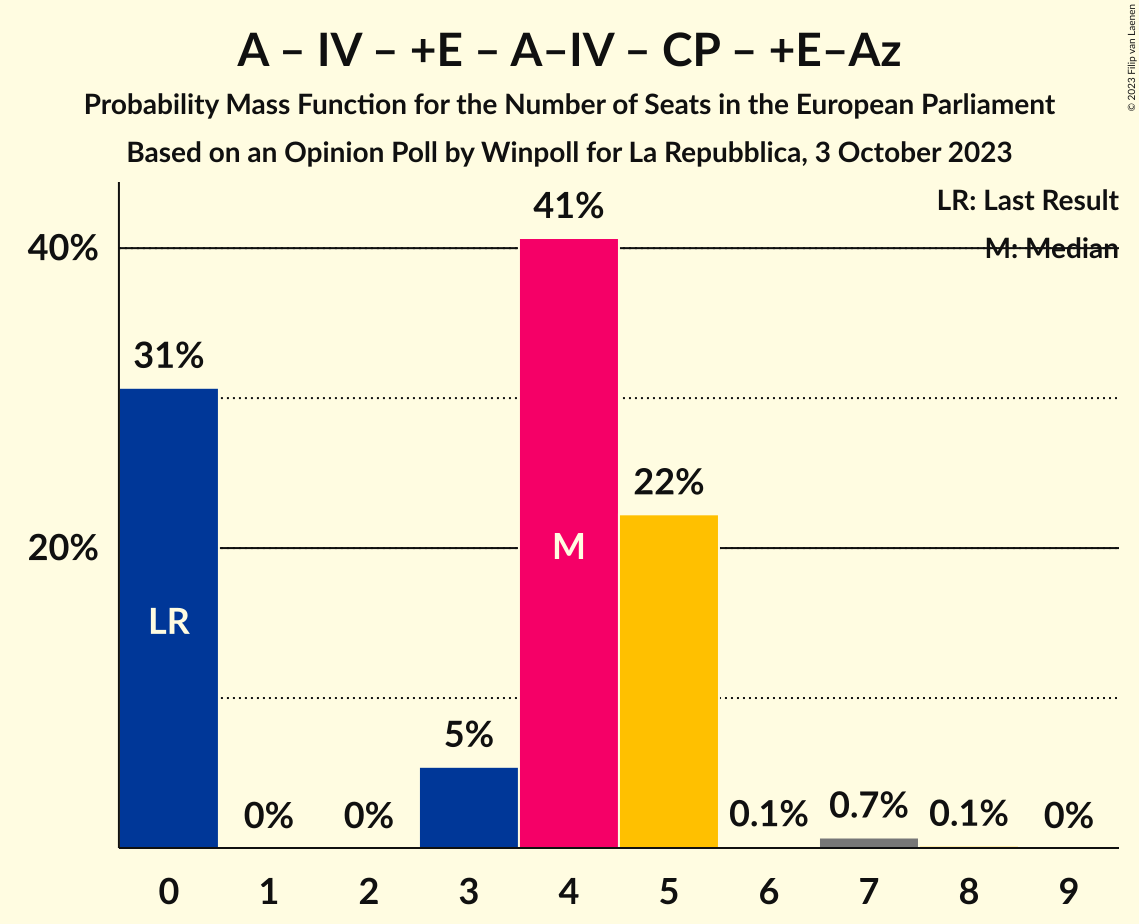 A – IV – +E – A–IV – CP – +E–Az
Probability Mass Function for the Number of Seats in the European Parliament
Based on an Opinion Poll by Winpoll for La Repubblica, 3 October 2023
© 2023 Filip van Laenen
LR: Last Result
M: Median
40%
20%
31%
0%
0%
5%
41%
22%
0.1%
0.7%
0.1%
0%
LR
M
0 1 2 3 4 5 6 7 8 9